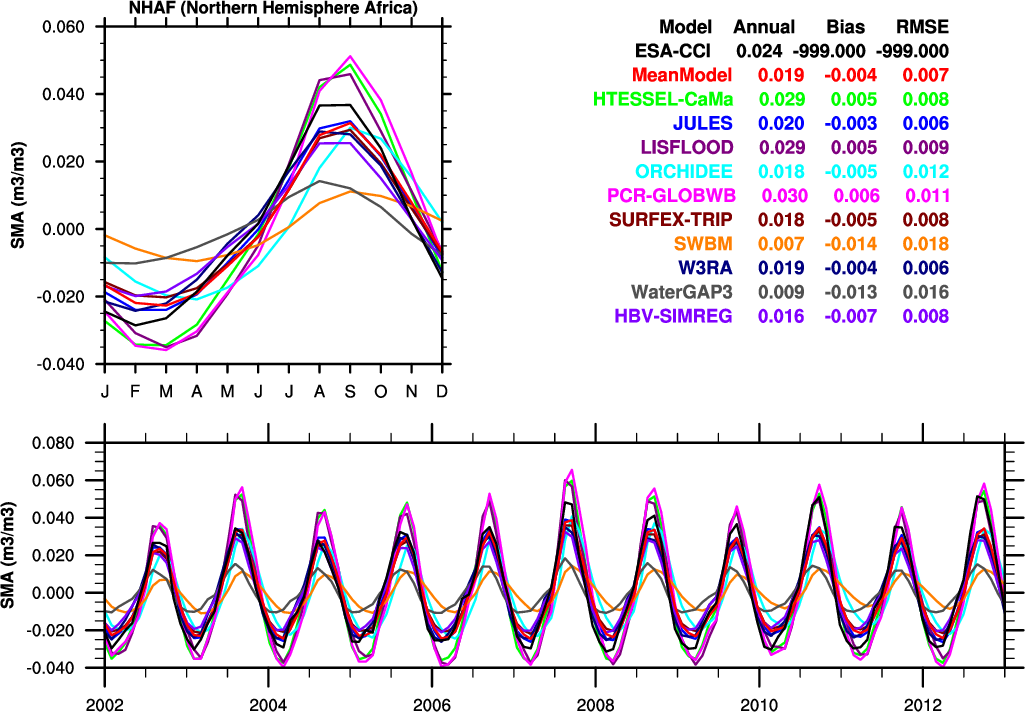 NHAF (Northern Hemisphere Africa)
0.060
0.040
0.020
0.000
-0.020
-0.040
SMA (m3/m3)
J F M A M J J A S O N D
Model Annual Bias RMSE
ESA-CCI 0.024 -999.000 -999.000
MeanModel 0.019 -0.004 0.007
HTESSEL-CaMa 0.029 0.005 0.008
JULES 0.020 -0.003 0.006
LISFLOOD 0.029 0.005 0.009
ORCHIDEE 0.018 -0.005 0.012
PCR-GLOBWB 0.030 0.006 0.011
SURFEX-TRIP 0.018 -0.005 0.008
SWBM 0.007 -0.014 0.018
W3RA 0.019 -0.004 0.006
WaterGAP3 0.009 -0.013 0.016
HBV-SIMREG 0.016 -0.007 0.008
0.080
0.060
0.040
0.020
0.000
-0.020
-0.040
SMA (m3/m3)
2002 2004 2006 2008 2010 2012